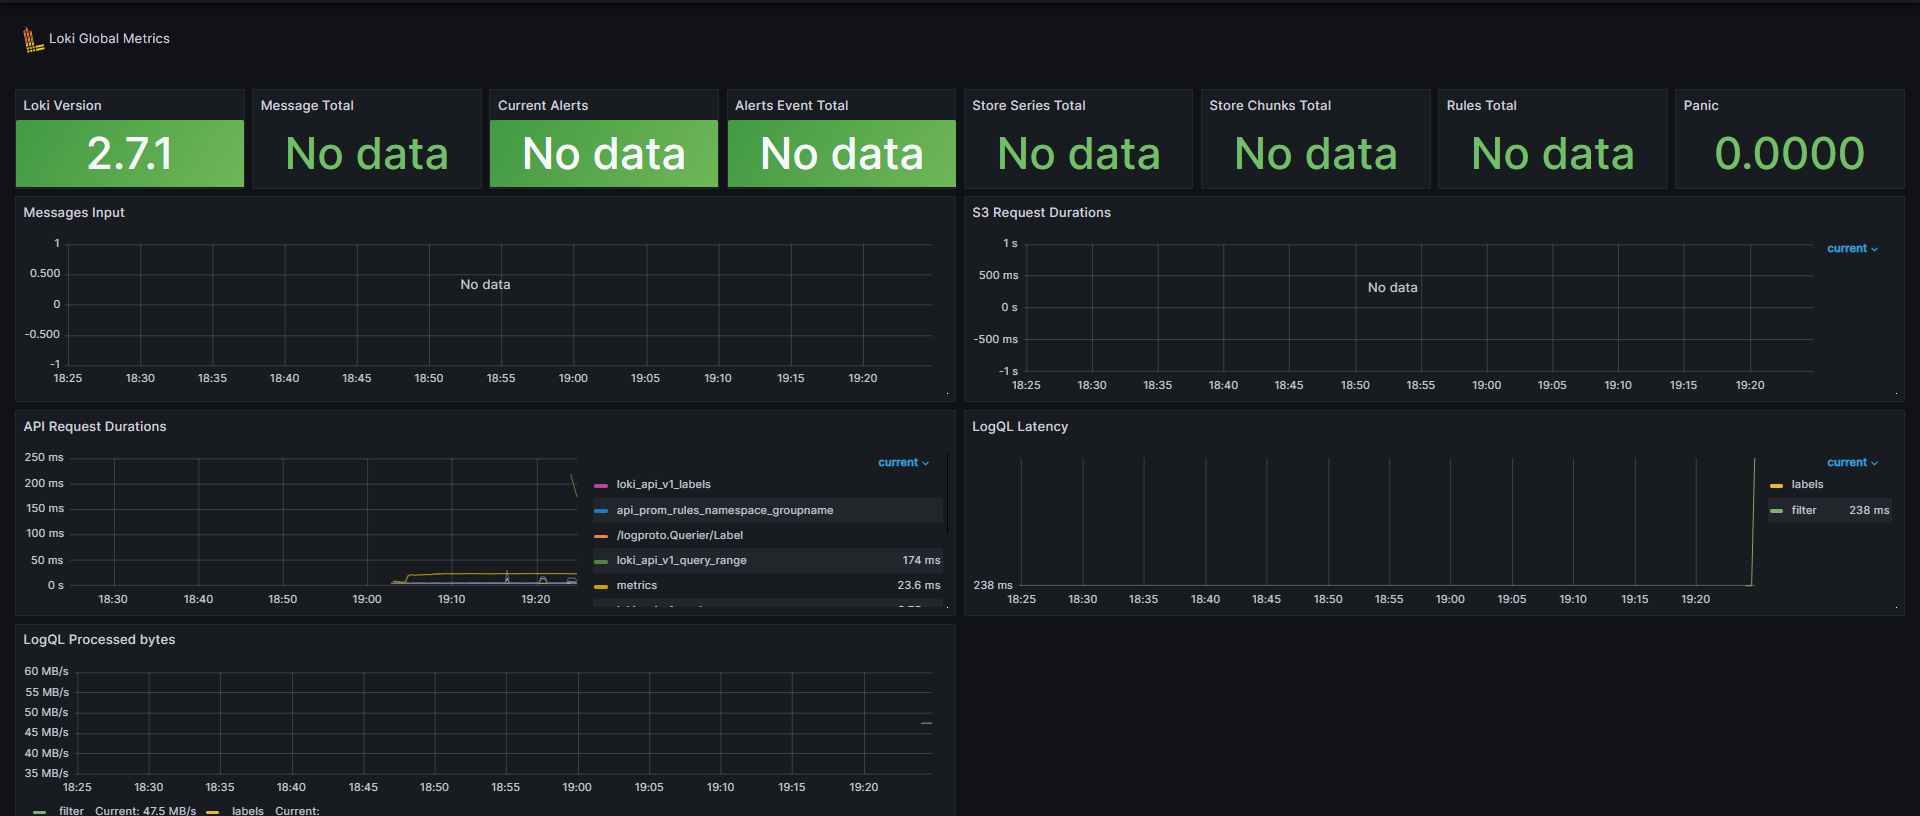 Loki Global Metrics
Loki Version
2.7.1
Message Total
No data
Current Alerts
No data
Alerts Event Total
No data
Store Series Total
No data
Store Chunks Total
No data
Rules Total
No data
Panic
0.0000
Messages Input
1
0.500
0
-0.500
-1
No data
18:25 18:30 18:35 18:40 18:45 18:50 18:55 19:00 19:05 19:10 19:15 19:20
S3 Request Durations
1 s
500 ms
0 s
-500 ms
-1 s
No data
18:25 18:30 18:35 18:40 18:45 18:50 18:55 19:00 19:05 19:10 19:15 19:20
current
API Request Durations
250 ms
200 ms
150 ms
100 ms
50 ms
0 s
18:30 18:40 18:50 19:00 19:10 19:20
current
loki_api_v1_labels
api_prom_rules_namespace_groupname
/logproto.Querier/Label
loki_api_v1_query_range 174 ms
metrics 23.6 ms
LogQL Latency
238 ms
18:25 18:30 18:35 18:40 18:45 18:50 18:55 19:00 19:05 19:10 19:15 19:20
current
labels
filter 238 ms
LogQL Processed bytes
60 MB/s
55 MB/s
50 MB/s
45 MB/s
40 MB/s
35 MB/s
18:25 18:30 18:35 18:40 18:45 18:50 18:55 19:00 19:05 19:10 19:15 19:20
filter Current: 47.5 MB/s labels Current: